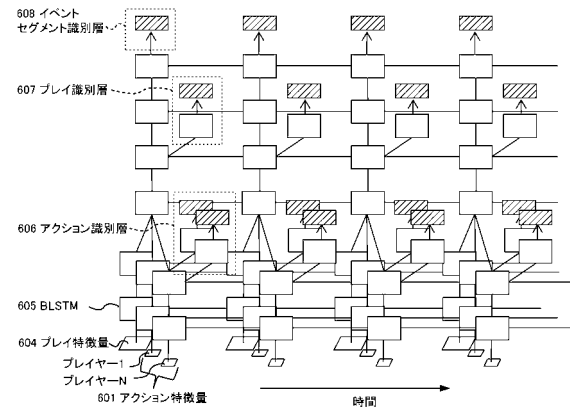 608 イベント
セグメント識別層
607 プレイ識別層
606 アクション識別層
605 BLSTM
604 プレイ特徴量
プレイヤー1
プレイヤーN
601 アクション特徴量
時間